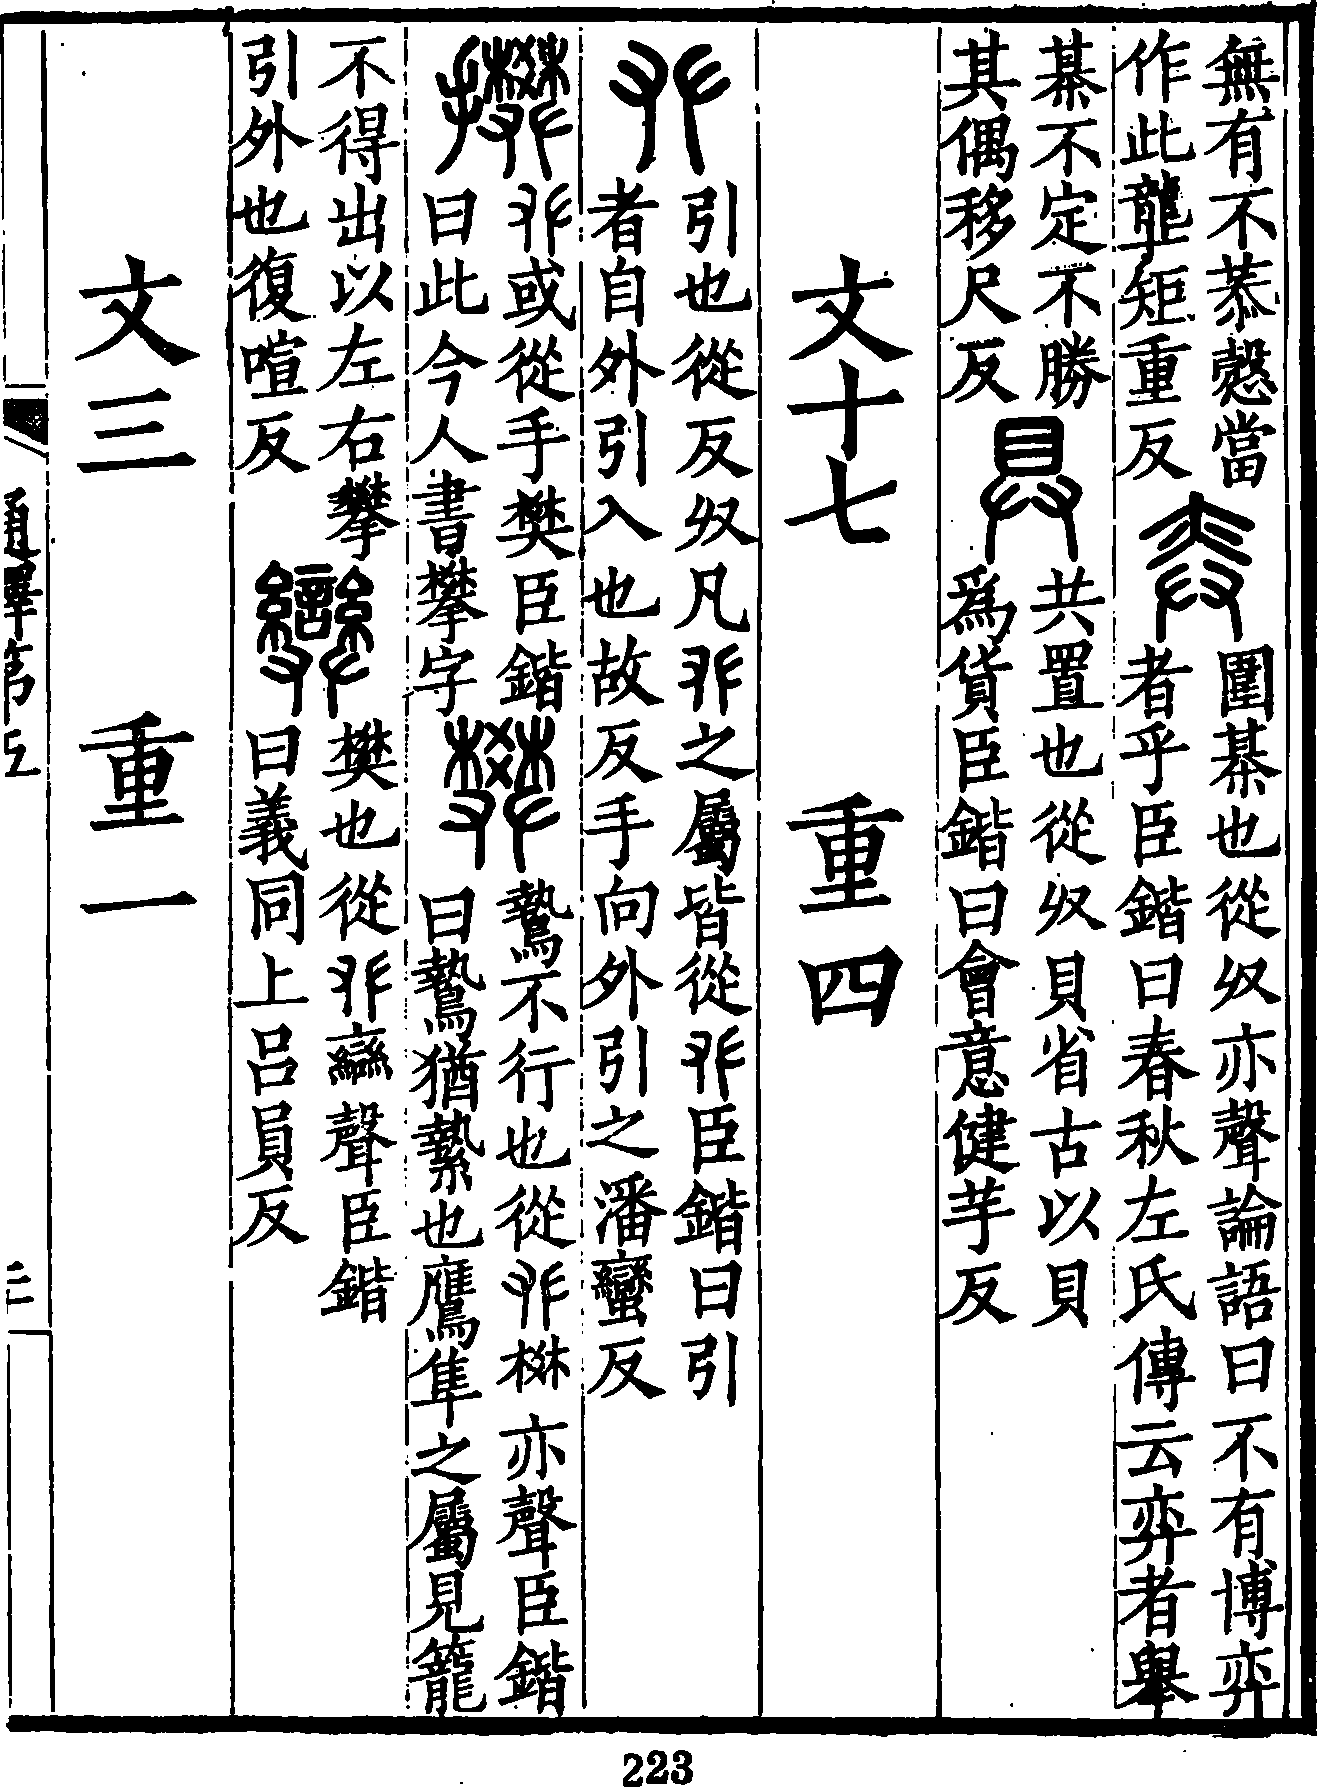 無有不恭愨當
作此龏矩重反
弈圍棊也從廾亦聲論語曰不有博弈
者乎臣鍇曰春秋左氏傳云弈者舉
棊不定不勝
其偶移尺反
具共置也從廾貝省古以貝
爲貨臣鍇曰會意健芋反
文十七 重四
𠬜引也從反廾凡𠬜之屬皆從𠬜臣鍇曰引
者自外引入也故反手向外引之潘蠻反
𠬜或從手樊臣鍇
曰此今人書攀字
樊鷙不行也從𠬜棥亦聲臣鍇
曰鷙猶縶也鷹隼之屬見籠
不得出以左右攀
引外也復喧反
樊也從𠬜䜌聲臣鍇
曰義同上呂員反
文三 重一
通釋第五
三
223